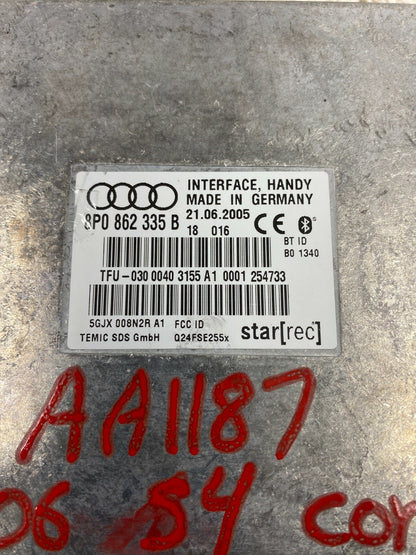 INTERFACE, HANDY
MADE IN GERMANY
8P0 862 335 B
21.06.2005
18 016
CE
BT ID
B0 1340
TFU-030 0040 3155 A1 0001 254733
5GJX 008N2R A1 FCC ID
TEMIC SDS GmbH Q24FSE255x
star[rec]
AA1187
06 S4